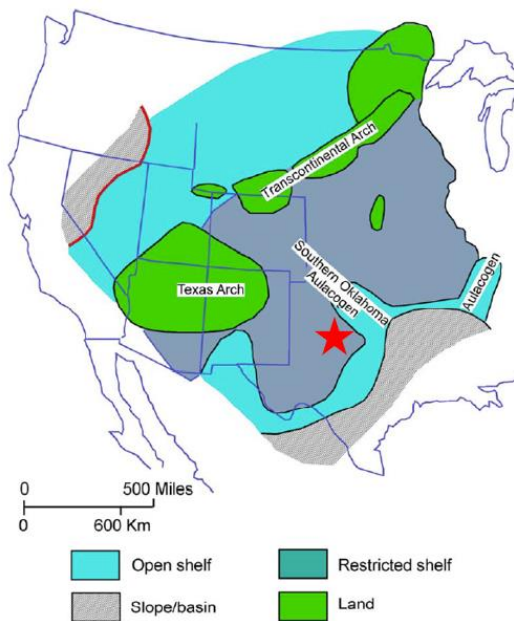 Transcontinental Arch
Southern Oklahoma
Aulacogen
Aulacogen
Texas Arch
0 500 Miles
0 600 Km
Open shelf
Restricted shelf
Slope/basin
Land